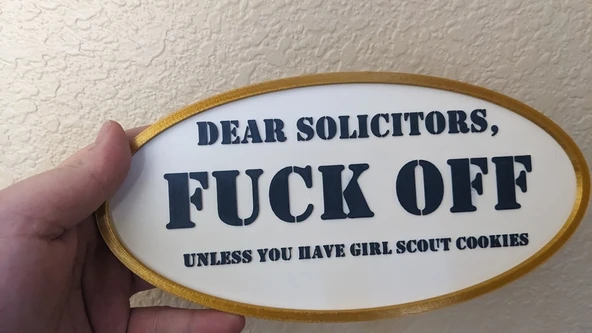 DEAR SOLICITORS,
FUCK OFF
UNLESS YOU HAVE GIRL SCOUT COOKIES